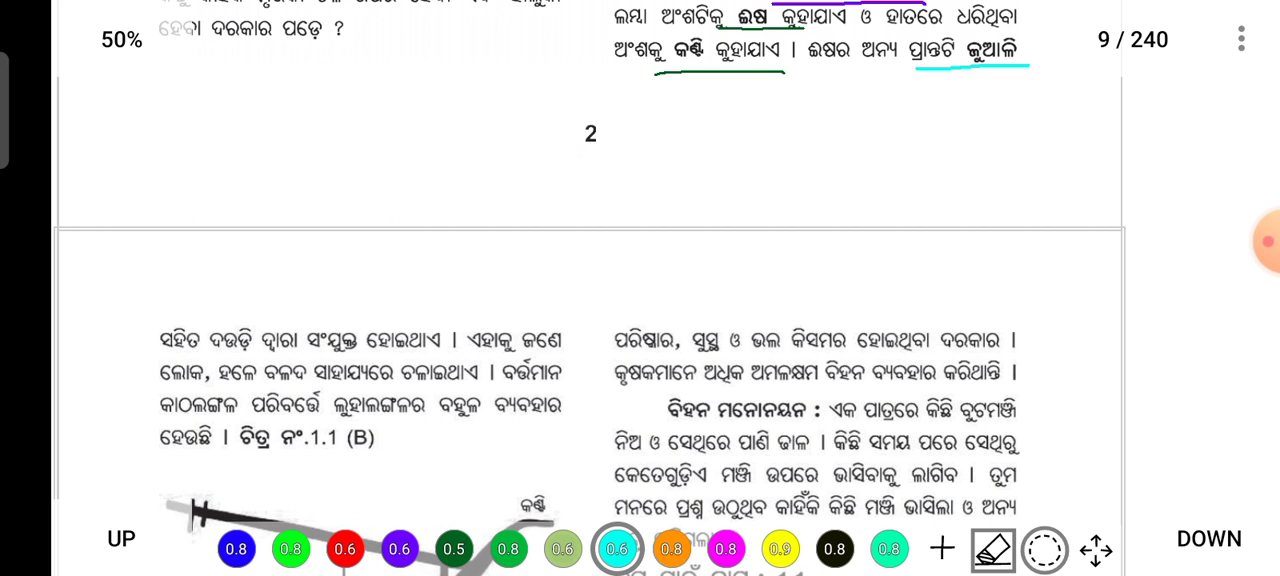 50%
ହେବା ଦରକାର ପଡ଼େ ?
ଲମ୍ବା ଅଂଶଟିକୁ ଈଷ କୁହାଯାଏ ଓ ହାତରେ ଧରିଥିବା
ଅଂଶକୁ କଣ୍ଟି କୁହାଯାଏ । ଈଷର ଅନ୍ୟ ପ୍ରାନ୍ତଟି ଜୁଆଳି
9 / 240
2
ସହିତ ଦଉଡ଼ି ଦ୍ୱାରା ସଂଯୁକ୍ତ ହୋଇଥାଏ । ଏହାକୁ ଜଣେ
ଲୋକ, ହଳେ ବଳଦ ସାହାଯ୍ୟରେ ଚଳାଇଥାଏ । ବର୍ତ୍ତମାନ
କାଠଲଙ୍ଗଳ ପରିବର୍ତ୍ତେ ଲୁହାଲଙ୍ଗଳର ବହୁଳ ବ୍ୟବହାର
ହେଉଛି । ଚିତ୍ର ନଂ.1.1 (B)
କଣ୍ଟି
ପରିଷ୍କାର, ସୁସ୍ଥ ଓ ଭଲ କିସମର ହୋଇଥିବା ଦରକାର ।
କୃଷକମାନେ ଅଧିକ ଅମଳକ୍ଷମ ବିହନ ବ୍ୟବହାର କରିଥାନ୍ତି ।
ବିହନ ମନୋନୟନ : ଏକ ପାତ୍ରରେ କିଛି ବୁଟମଞ୍ଜି
ନିଅ ଓ ସେଥିରେ ପାଣି ଢାଳ । କିଛି ସମୟ ପରେ ସେଥିରୁ
କେତେଗୁଡ଼ିଏ ମଞ୍ଜି ଉପରେ ଭାସିବାକୁ ଲାଗିବ । ତୁମ
ମନରେ ପ୍ରଶ୍ନ ଉଠୁଥିବ କାହିଁକି କିଛି ମଞ୍ଜି ଭାସିଲା ଓ ଅନ୍ୟ
UP
0.8 0.8 0.6 0.6 0.5 0.8 0.6 0.6 0.8 0.8 0.9 0.8 0.8
DOWN